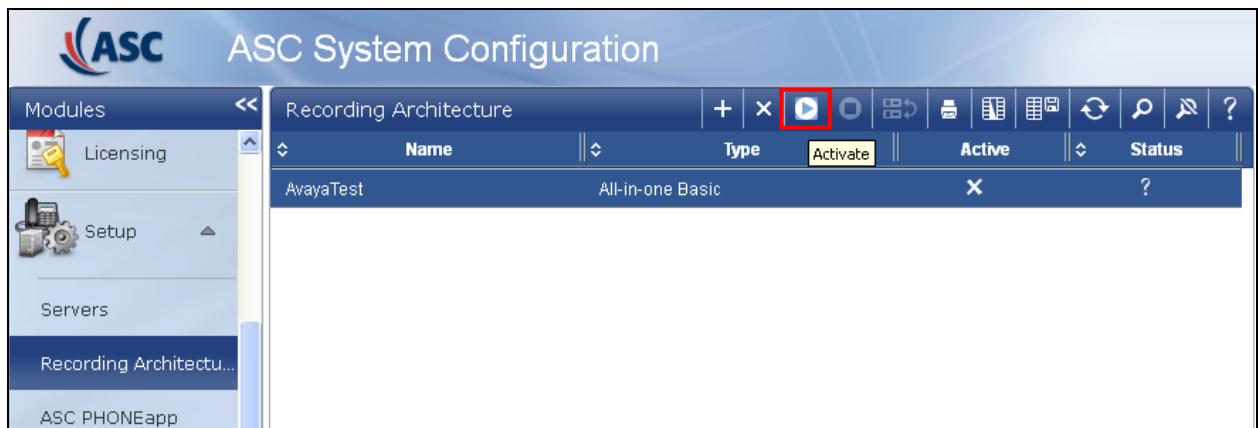 ASC ASC System Configuration
Modules <<
Recording Architecture ?
Licensing
Name Type Active Status
Activate
AvayaTest All-in-one Basic ?
Setup
Servers
Recording Architectu...
ASC PHONEapp